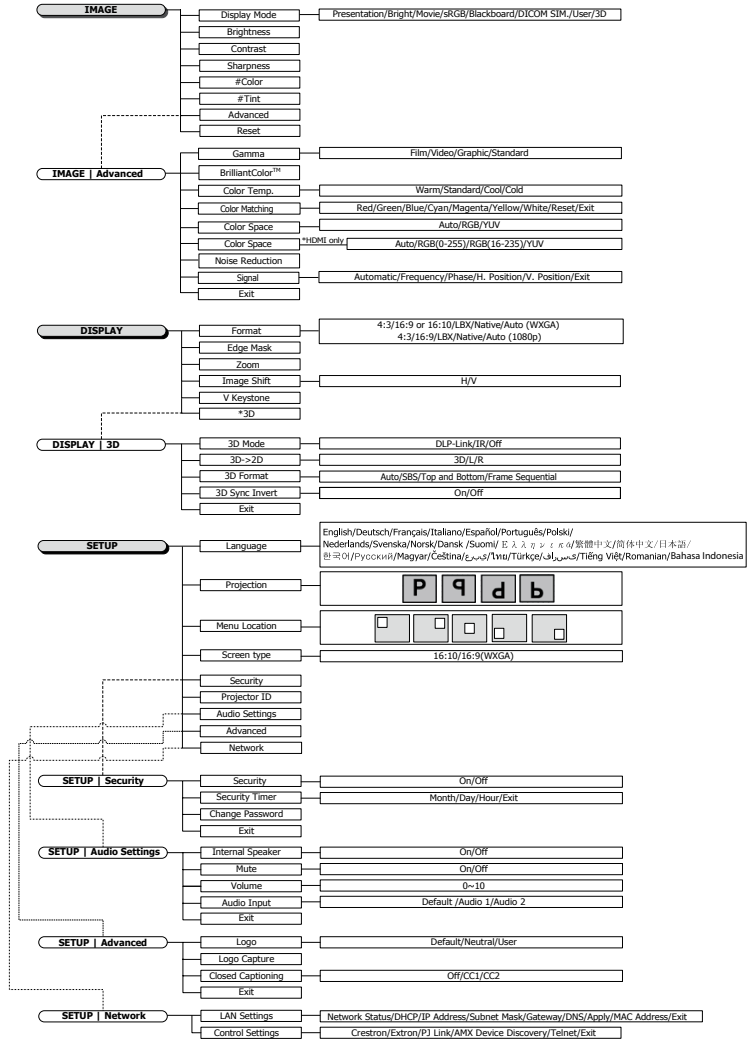 IMAGE
Display Mode
Presentation/Bright/Movie/sRGB/Blackboard/DICOM SIM./User/3D
Brightness
Contrast
Sharpness
#Color
#Tint
Advanced
Reset
IMAGE | Advanced
Gamma
Film/Video/Graphic/Standard
BrilliantColor™
Color Temp.
Warm/Standard/Cool/Cold
Color Matching
Red/Green/Blue/Cyan/Magenta/Yellow/White/Reset/Exit
Color Space
Auto/RGB/YUV
Color Space
*HDMI only
Auto/RGB(0-255)/RGB(16-235)/YUV
Noise Reduction
Signal
Automatic/Frequency/Phase/H. Position/V. Position/Exit
Exit
DISPLAY
Format
4:3/16:9 or 16:10/LBX/Native/Auto (WXGA)
4:3/16:9/LBX/Native/Auto (1080p)
Edge Mask
Zoom
Image Shift
H/V
V Keystone
*3D
DISPLAY | 3D
3D Mode
DLP-Link/IR/Off
3D->2D
3D/L/R
3D Format
Auto/SBS/Top and Bottom/Frame Sequential
3D Sync Invert
On/Off
Exit
SETUP
Language
English/Deutsch/Français/Italiano/Español/Português/Polski/
Nederlands/Svenska/Norsk/Dansk /Suomi/ Ελληνικά/繁體中文/简体中文/日本語/
한국어/Русский/Magyar/Čeština/ﻯﺏﺭﻉ/ไทย/Türkçe/ﻯﺱﺭﺍﻑ/Tiếng Việt/Romanian/Bahasa Indonesia
Projection
P P P P
Menu Location
Screen type
16:10/16:9(WXGA)
Security
Projector ID
Audio Settings
Advanced
Network
SETUP | Security
Security
On/Off
Security Timer
Month/Day/Hour/Exit
Change Password
Exit
SETUP | Audio Settings
Internal Speaker
On/Off
Mute
On/Off
Volume
0~10
Audio Input
Default /Audio 1/Audio 2
Exit
SETUP | Advanced
Logo
Default/Neutral/User
Logo Capture
Closed Captioning
Off/CC1/CC2
Exit
SETUP | Network
LAN Settings
Network Status/DHCP/IP Address/Subnet Mask/Gateway/DNS/Apply/MAC Address/Exit
Control Settings
Crestron/Extron/PJ Link/AMX Device Discovery/Telnet/Exit